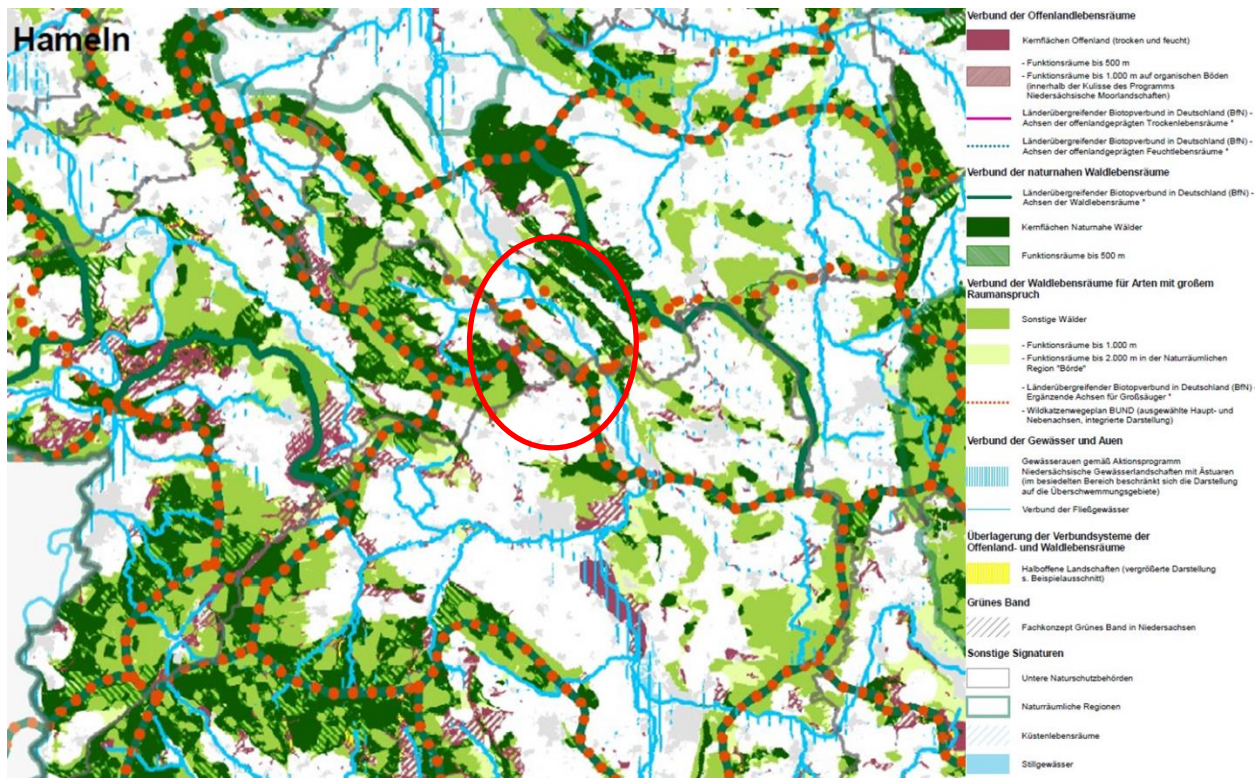 Hameln
Verbund der Offenlandlebensräume
Kernflächen Offenland (trocken und feucht)
- Funktionsräume bis 500 m
- Funktionsräume bis 1.000 m auf organischen Böden
(innerhalb der Kulisse des Programms
Niedersächsische Moorlandschaften)
Länderübergreifender Biotopverbund in Deutschland (BfN) -
Achsen der offenlandgeprägten Trockenlebensräume *
Länderübergreifender Biotopverbund in Deutschland (BfN) -
Achsen der offenlandgeprägten Feuchtlebensräume *
Verbund der naturnahen Waldlebensräume
Länderübergreifender Biotopverbund in Deutschland (BfN) -
Achsen der Waldlebensräume *
Kernflächen Naturnahe Wälder
Funktionsräume bis 500 m
Verbund der Waldlebensräume für Arten mit großem
Raumanspruch
Sonstige Wälder
- Funktionsräume bis 1.000 m
- Funktionsräume bis 2.000 m in der Naturräumlichen
Region "Börde"
- Länderübergreifender Biotopverbund in Deutschland (BfN) -
Ergänzende Achsen für Großsäuger *
- Wildkatzenwegeplan BUND (ausgewählte Haupt- und
Nebenachsen, integrierte Darstellung)
Verbund der Gewässer und Auen
Gewässerauen gemäß Aktionsprogramm
Niedersächsische Gewässerlandschaften mit Ästuaren
(im besiedelten Bereich beschränkt sich die Darstellung
auf die Überschwemmungsgebiete)
Verbund der Fließgewässer
Überlagerung der Verbundsysteme der
Offenland- und Waldlebensräume
Halboffene Landschaften (vergrößerte Darstellung
s. Beispielausschnitt)
Grünes Band
Fachkonzept Grünes Band in Niedersachsen
Sonstige Signaturen
Untere Naturschutzbehörden
Naturräumliche Regionen
Küstenlebensräume
Stillgewässer